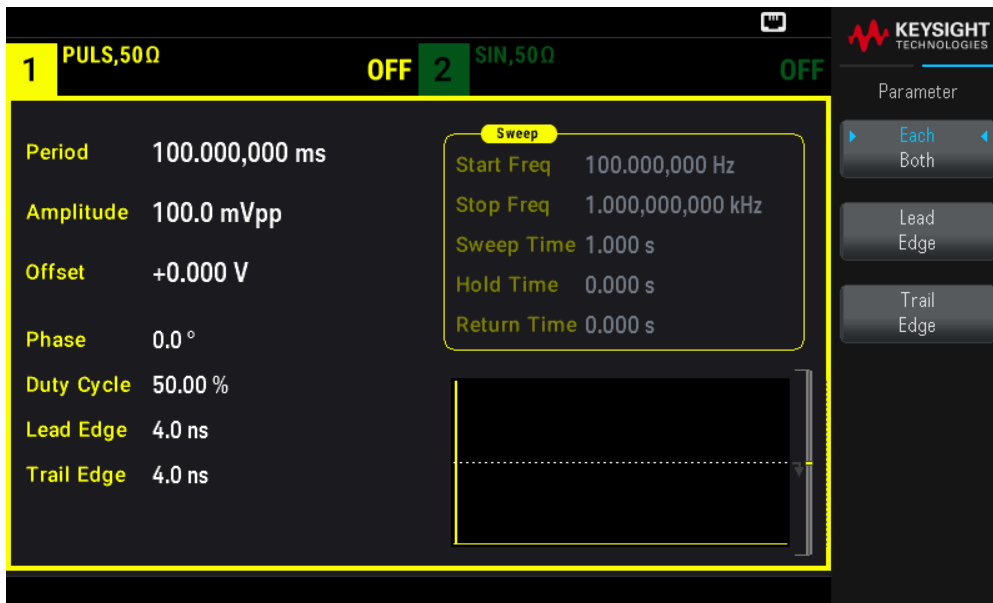 KEYSIGHT
TECHNOLOGIES
1 PULS,50Ω OFF 2 SIN,50Ω OFF
Parameter
Each
Both
Lead
Edge
Trail
Edge
Period 100.000,000 ms
Amplitude 100.0 mVpp
Offset +0.000 V
Phase 0.0 °
Duty Cycle 50.00 %
Lead Edge 4.0 ns
Trail Edge 4.0 ns
Sweep
Start Freq 100.000,000 Hz
Stop Freq 1.000,000,000 kHz
Sweep Time 1.000 s
Hold Time 0.000 s
Return Time 0.000 s